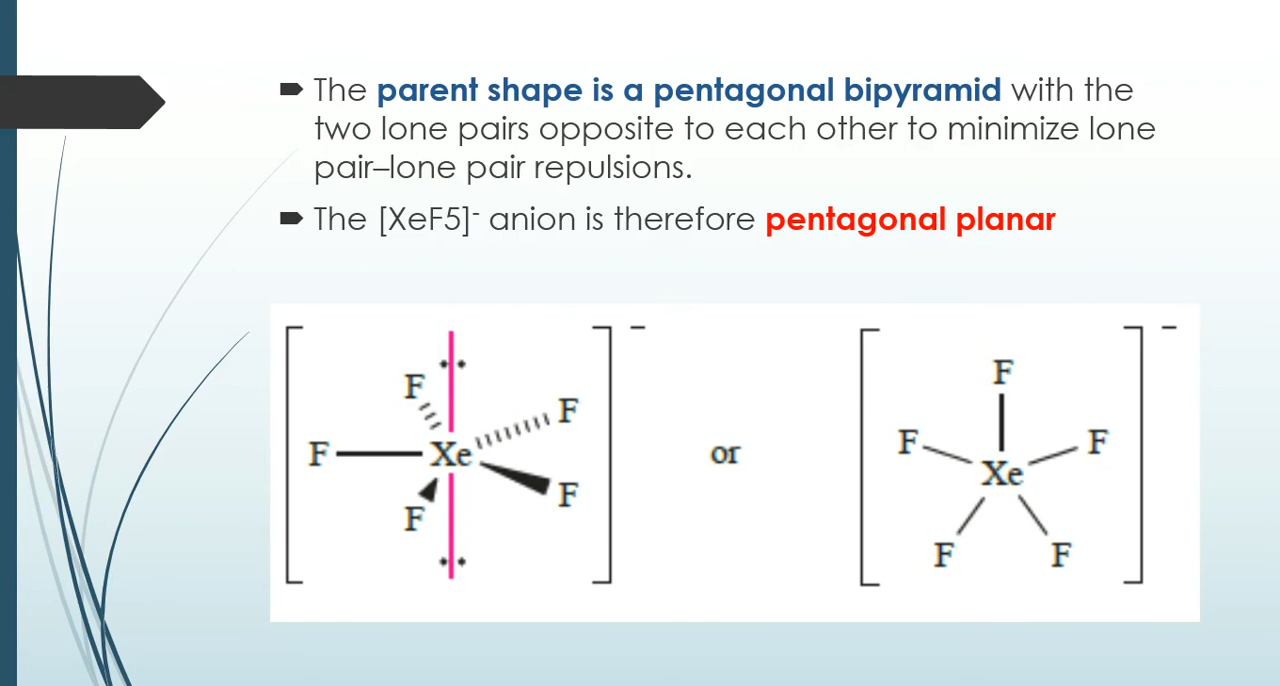 The parent shape is a pentagonal bipyramid with the
two lone pairs opposite to each other to minimize lone
pair–lone pair repulsions.
The [XeF5]- anion is therefore pentagonal planar
F
F
F
Xe
F
F
-
or
F
F
F
Xe
F
F
-